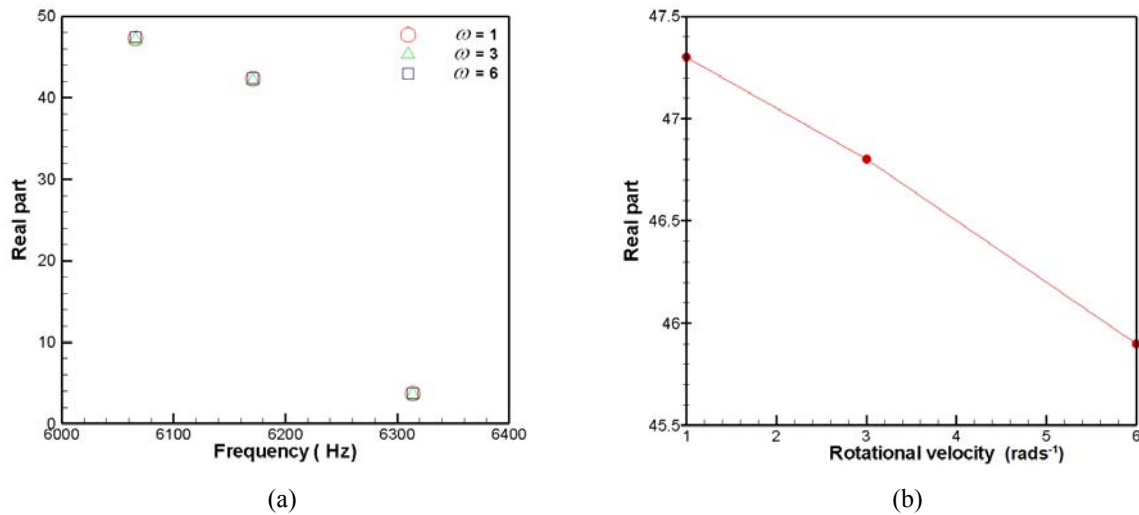 50
40
30
20
10
0
Real part
6000
6100
6200
6300
6400
Frequency ( Hz)
ω = 1
ω = 3
ω = 6
(a)
47.5
47
46.5
46
45.5
Real part
1
2
3
4
5
6
Rotational velocity (rads⁻¹)
(b)